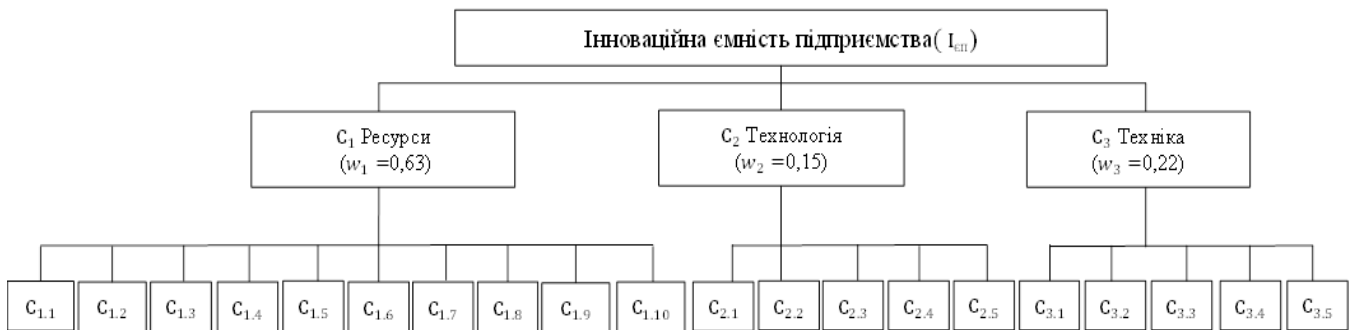 Інноваційна ємність підприємства( Iєп)
C1 Ресурси
(w1 =0,63)
C2 Технологія
(w2 =0,15)
C3 Техніка
(w3 =0,22)
C1.1 C1.2 C1.3 C1.4 C1.5 C1.6 C1.7 C1.8 C1.9 C1.10 C2.1 C2.2 C2.3 C2.4 C2.5 C3.1 C3.2 C3.3 C3.4 C3.5